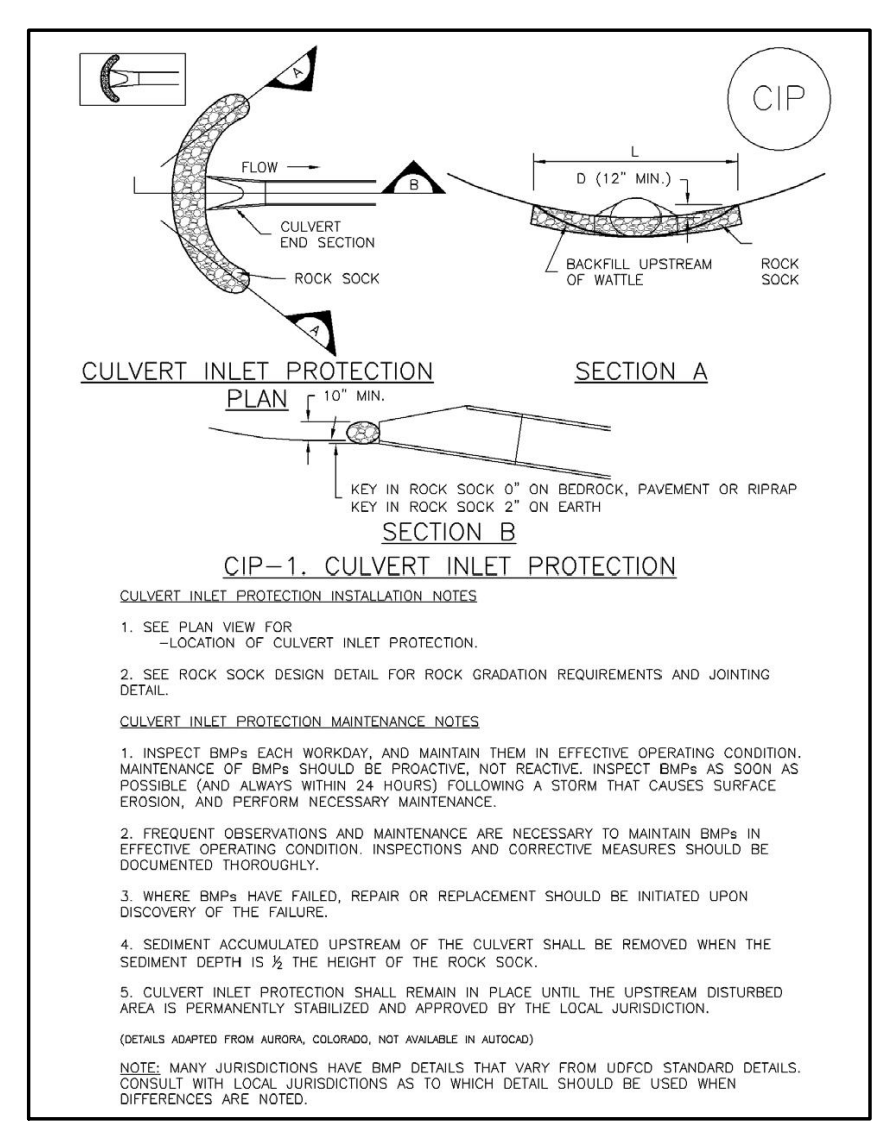 CIP
A
FLOW
B
CULVERT
END SECTION
ROCK SOCK
A
L
D (12" MIN.)
BACKFILL UPSTREAM
OF WATTLE
ROCK
SOCK
CULVERT INLET PROTECTION
PLAN
SECTION A
10" MIN.
KEY IN ROCK SOCK 0" ON BEDROCK, PAVEMENT OR RIPRAP
KEY IN ROCK SOCK 2" ON EARTH
SECTION B
CIP-1. CULVERT INLET PROTECTION
CULVERT INLET PROTECTION INSTALLATION NOTES
1. SEE PLAN VIEW FOR
-LOCATION OF CULVERT INLET PROTECTION.
2. SEE ROCK SOCK DESIGN DETAIL FOR ROCK GRADATION REQUIREMENTS AND JOINTING
DETAIL.
CULVERT INLET PROTECTION MAINTENANCE NOTES
1. INSPECT BMPs EACH WORKDAY, AND MAINTAIN THEM IN EFFECTIVE OPERATING CONDITION.
MAINTENANCE OF BMPs SHOULD BE PROACTIVE, NOT REACTIVE. INSPECT BMPs AS SOON AS
POSSIBLE (AND ALWAYS WITHIN 24 HOURS) FOLLOWING A STORM THAT CAUSES SURFACE
EROSION, AND PERFORM NECESSARY MAINTENANCE.
2. FREQUENT OBSERVATIONS AND MAINTENANCE ARE NECESSARY TO MAINTAIN BMPs IN
EFFECTIVE OPERATING CONDITION. INSPECTIONS AND CORRECTIVE MEASURES SHOULD BE
DOCUMENTED THOROUGHLY.
3. WHERE BMPs HAVE FAILED, REPAIR OR REPLACEMENT SHOULD BE INITIATED UPON
DISCOVERY OF THE FAILURE.
4. SEDIMENT ACCUMULATED UPSTREAM OF THE CULVERT SHALL BE REMOVED WHEN THE
SEDIMENT DEPTH IS ½ THE HEIGHT OF THE ROCK SOCK.
5. CULVERT INLET PROTECTION SHALL REMAIN IN PLACE UNTIL THE UPSTREAM DISTURBED
AREA IS PERMANENTLY STABILIZED AND APPROVED BY THE LOCAL JURISDICTION.
(DETAILS ADAPTED FROM AURORA, COLORADO, NOT AVAILABLE IN AUTOCAD)
NOTE: MANY JURISDICTIONS HAVE BMP DETAILS THAT VARY FROM UDFCD STANDARD DETAILS.
CONSULT WITH LOCAL JURISDICTIONS AS TO WHICH DETAIL SHOULD BE USED WHEN
DIFFERENCES ARE NOTED.